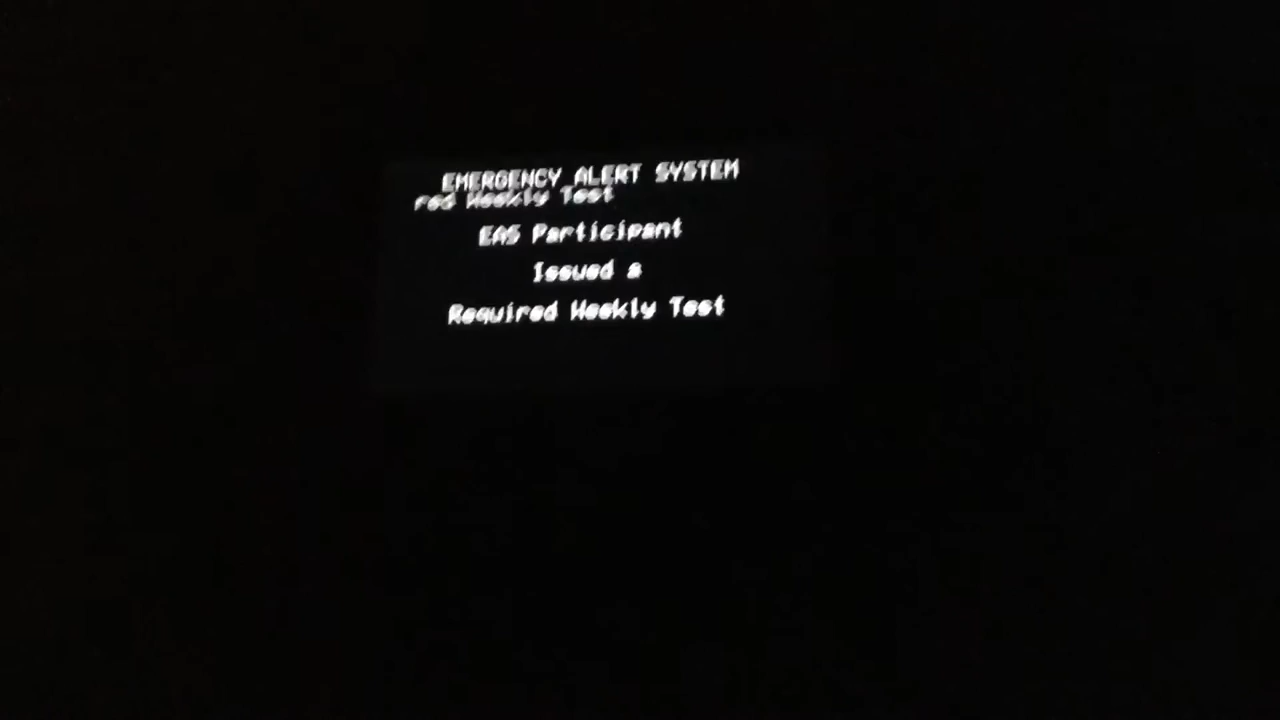 EMERGENCY ALERT SYSTEM
red Weekly Test
EAS Participant
Issued a
Required Weekly Test